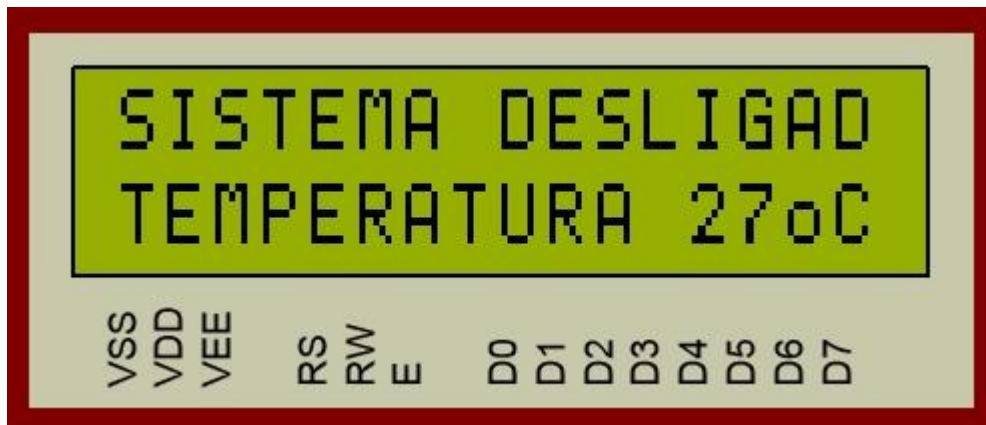 SISTEMA DESLIGAD
TEMPERATURA 27oC
VSS VDD VEE RS RW E D0 D1 D2 D3 D4 D5 D6 D7